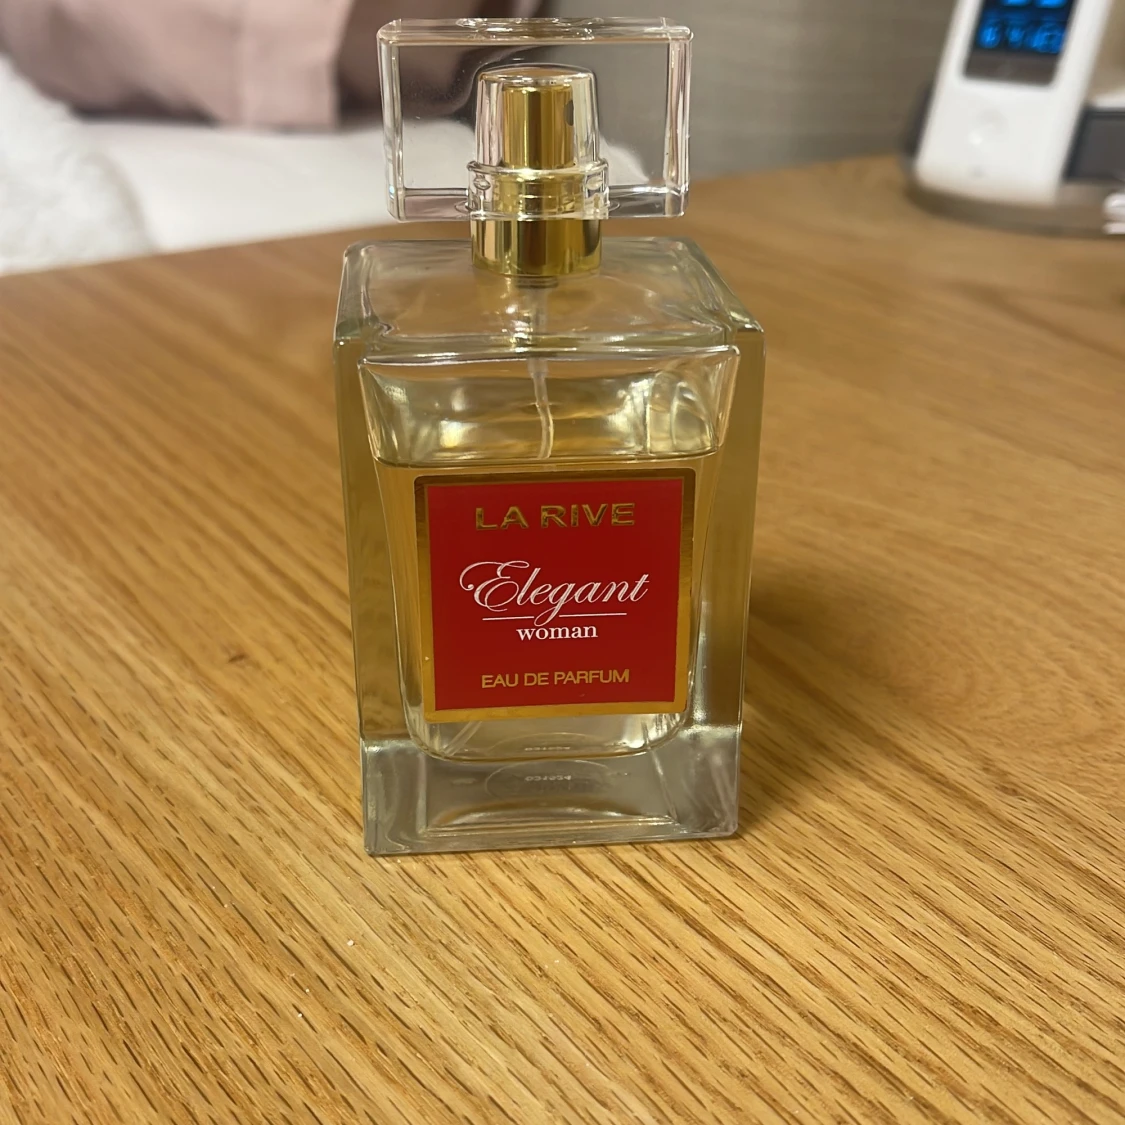 LA RIVE
Elegant
woman
EAU DE PARFUM